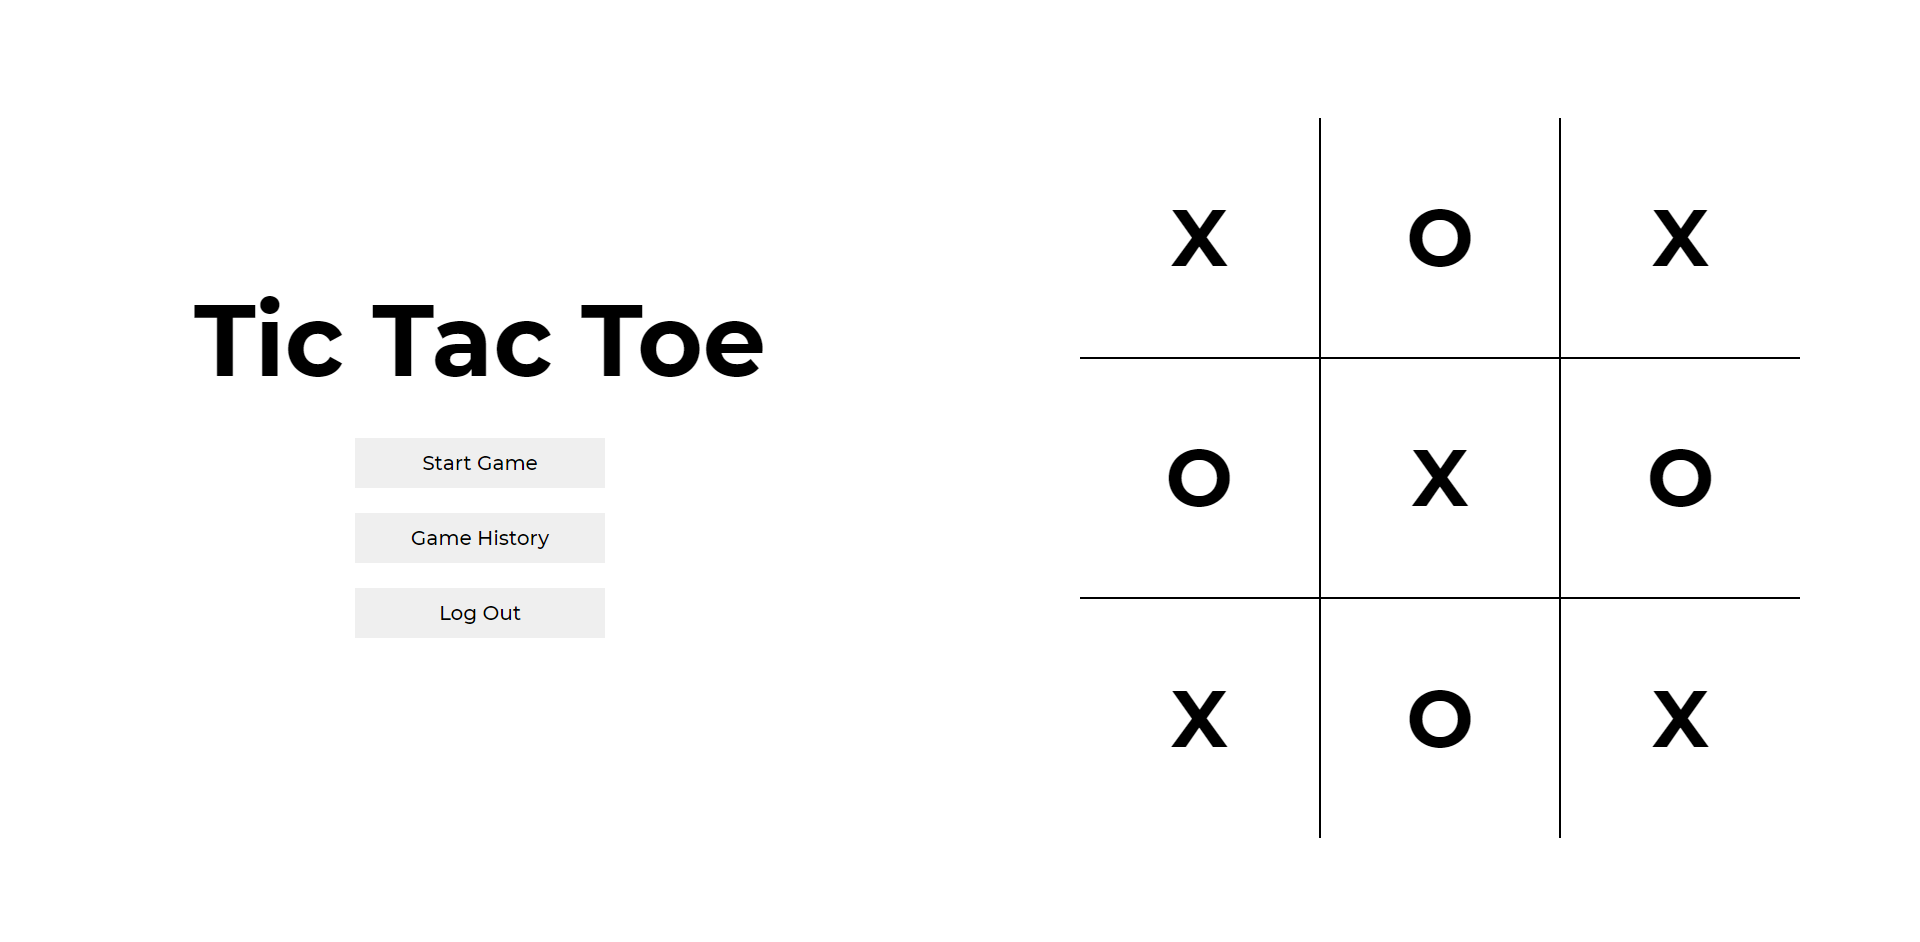 Tic Tac Toe
Start Game
Game History
Log Out
X O X
O X O
X O X